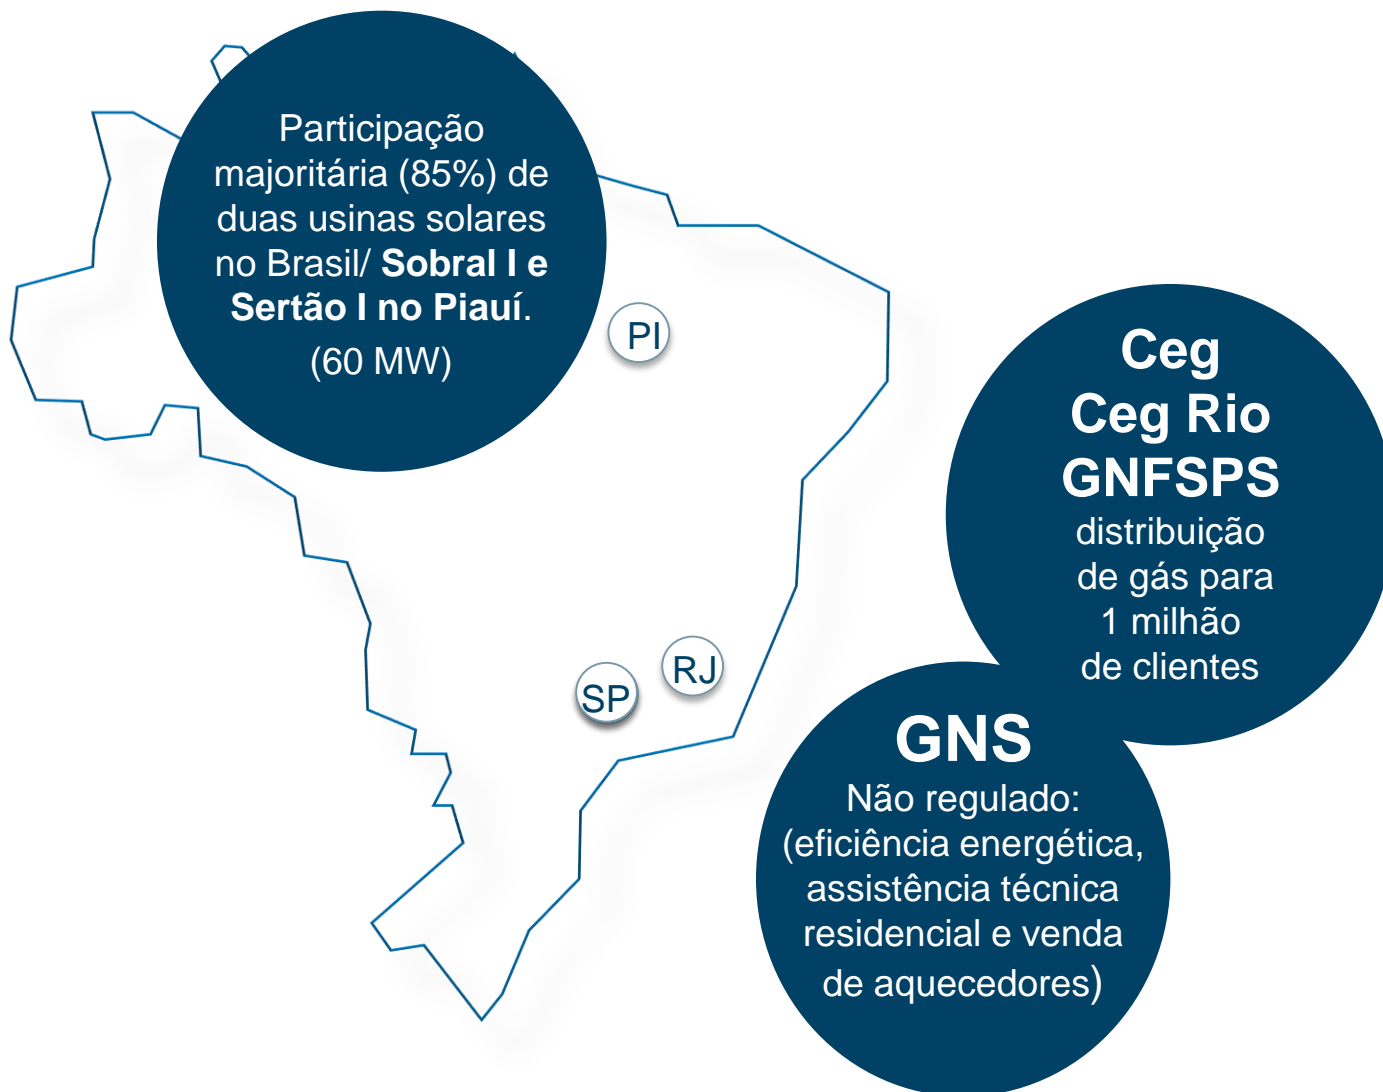 Participação
majoritária (85%) de
duas usinas solares
no Brasil/ Sobral I e
Sertão I no Piauí.
(60 MW)
PI
Ceg
Ceg Rio
GNFSPS
distribuição
de gás para
1 milhão
de clientes
RJ
SP
GNS
Não regulado:
(eficiência energética,
assistência técnica
residencial e venda
de aquecedores)